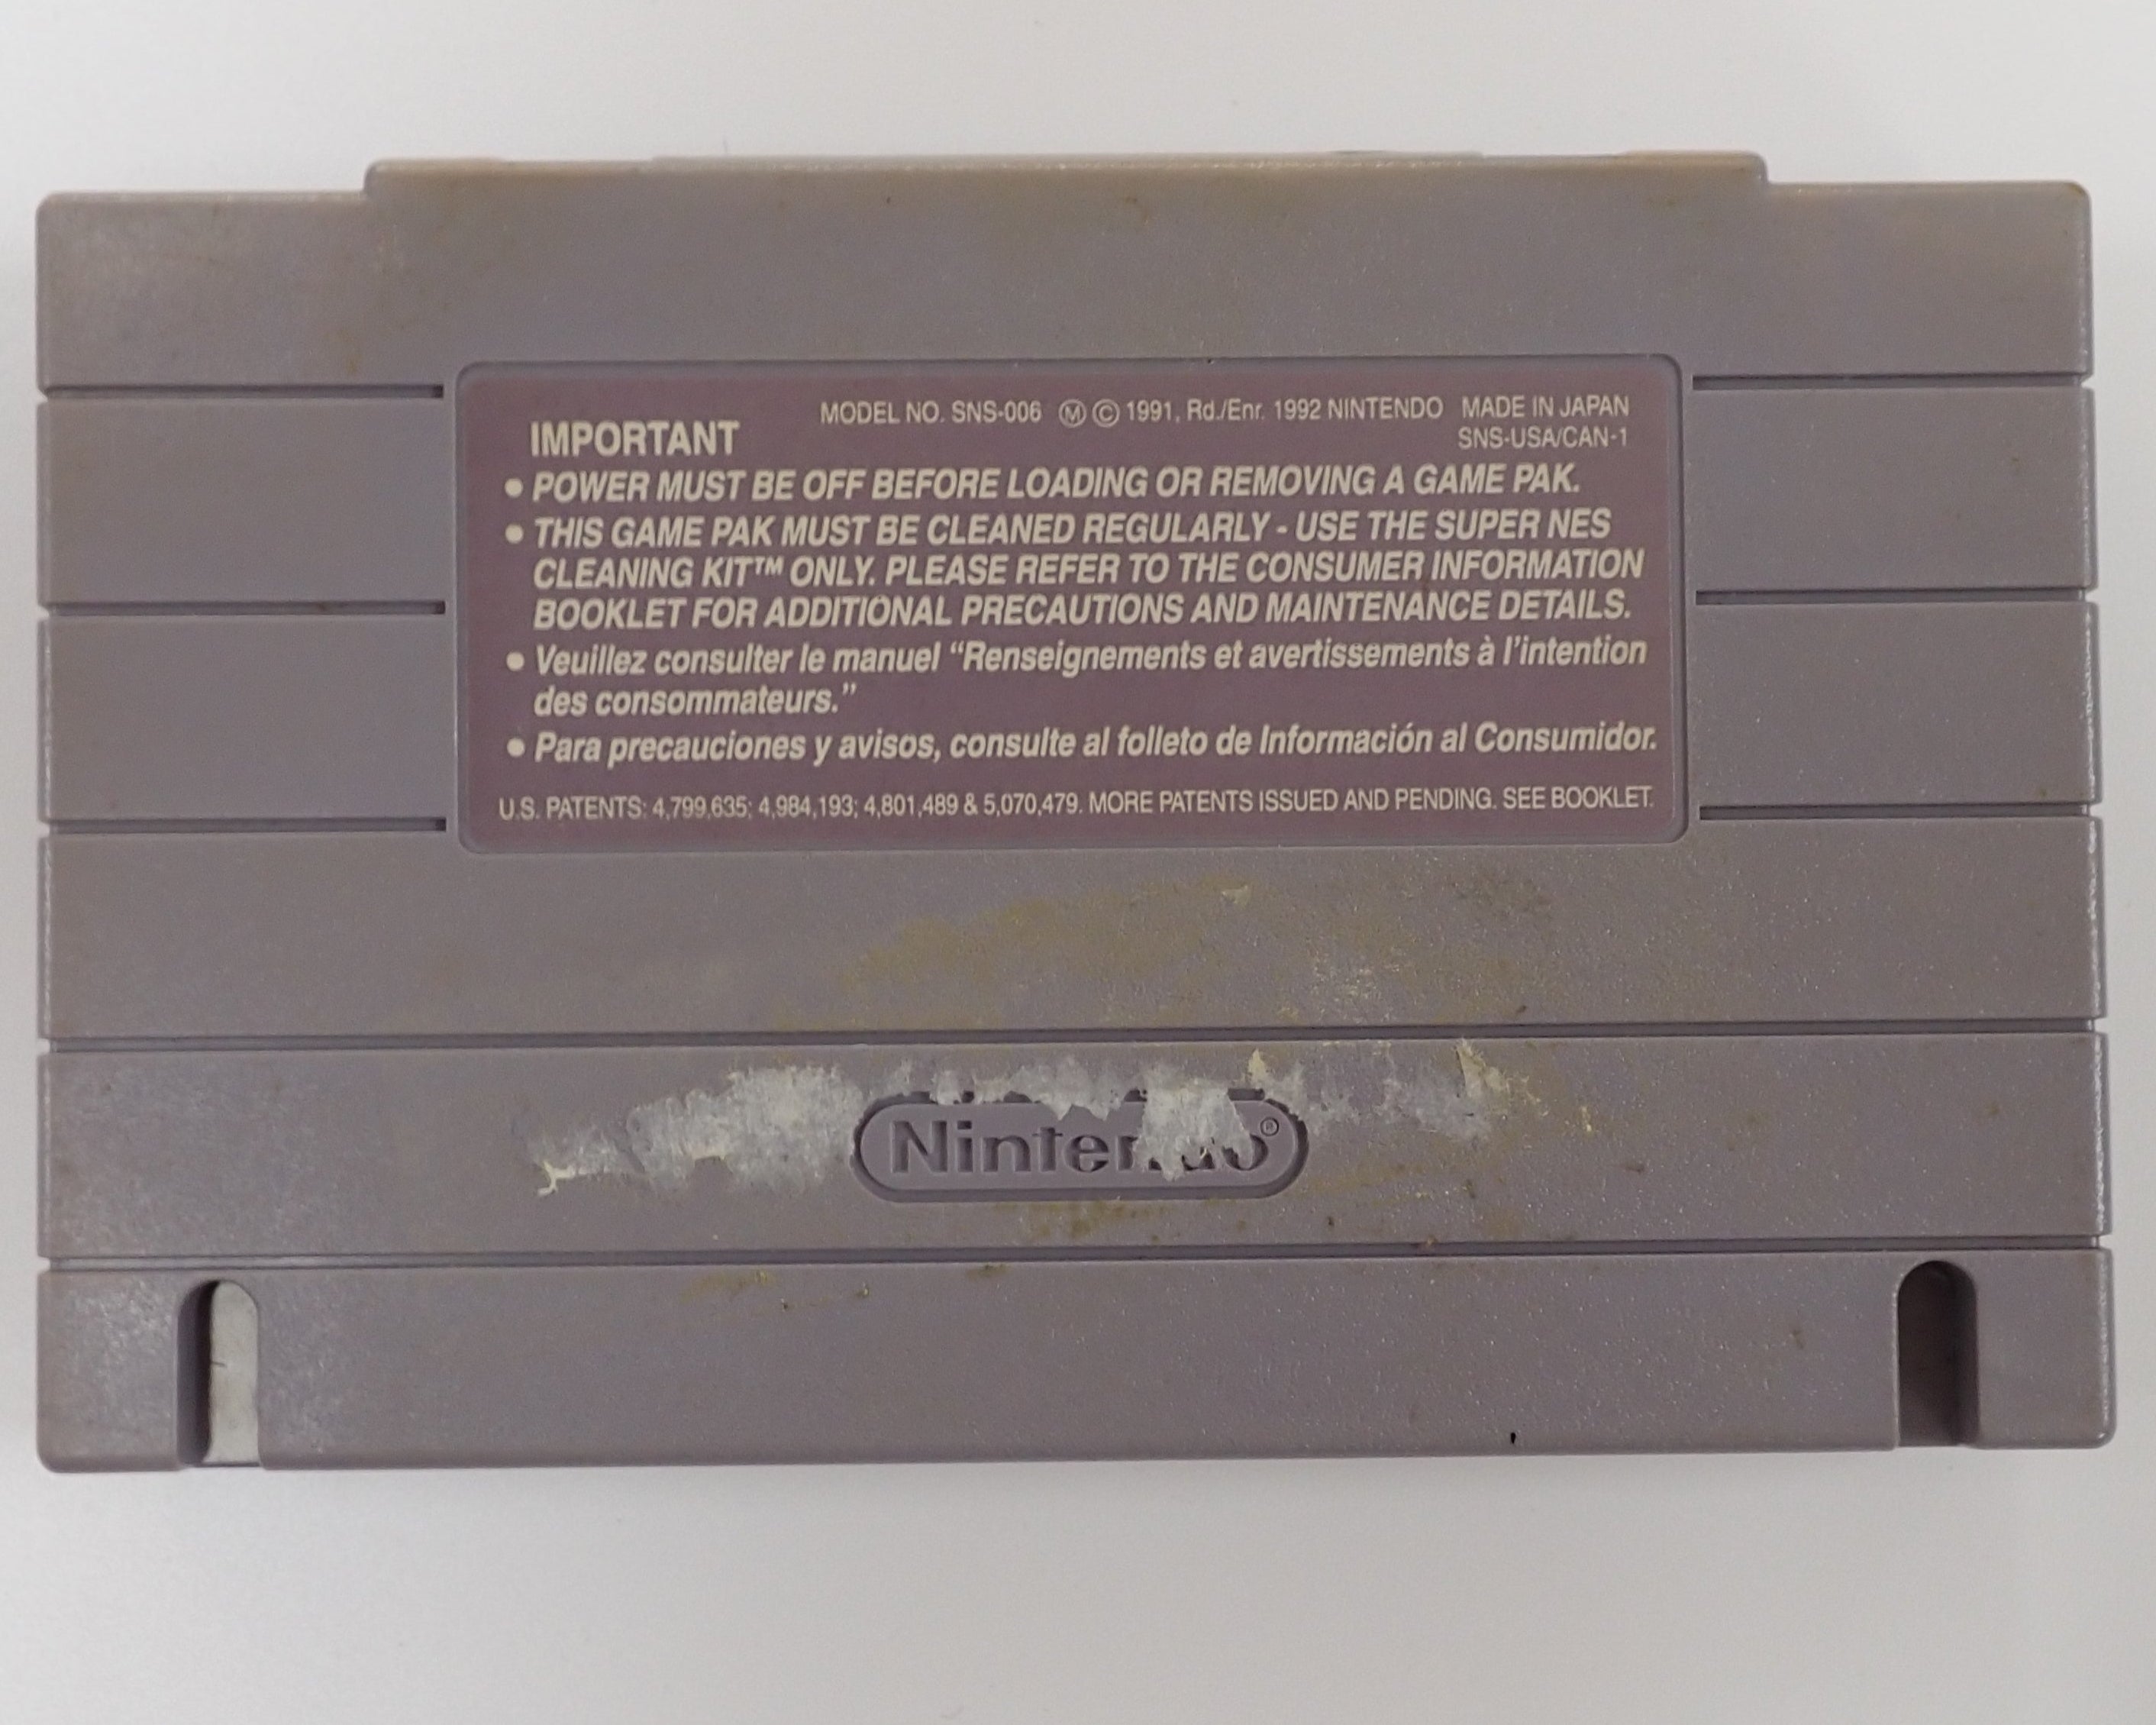 MODEL NO. SNS-006 Ⓜ © 1991, Rd./Enr. 1992 NINTENDO MADE IN JAPAN
SNS-USA/CAN-1
IMPORTANT
• POWER MUST BE OFF BEFORE LOADING OR REMOVING A GAME PAK.
• THIS GAME PAK MUST BE CLEANED REGULARLY - USE THE SUPER NES
CLEANING KIT™ ONLY. PLEASE REFER TO THE CONSUMER INFORMATION
BOOKLET FOR ADDITIONAL PRECAUTIONS AND MAINTENANCE DETAILS.
• Veuillez consulter le manuel “Renseignements et avertissements à l’intention
des consommateurs.”
• Para precauciones y avisos, consulte al folleto de Información al Consumidor.
U.S. PATENTS: 4,799,635; 4,984,193; 4,801,489 & 5,070,479. MORE PATENTS ISSUED AND PENDING. SEE BOOKLET.
Nintendo®